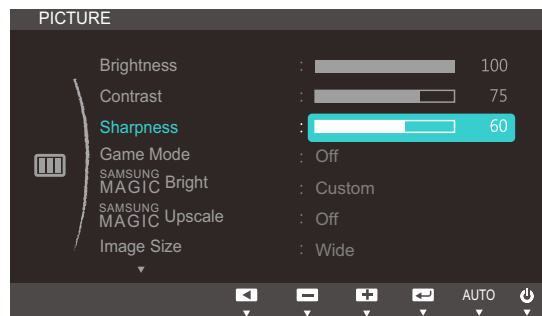 PICTURE
Brightness : 100
Contrast : 75
Sharpness : 60
Game Mode : Off
SAMSUNG
MAGIC Bright : Custom
SAMSUNG
MAGIC Upscale : Off
Image Size : Wide
AUTO